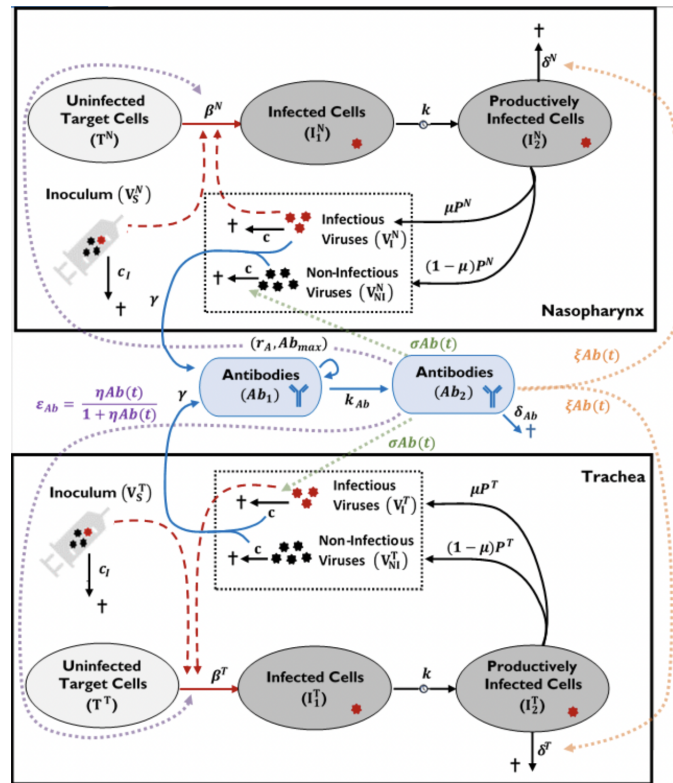 Uninfected
Target Cells
(T^N)
β^N
Infected Cells
(I_1^N)
k
Productively
Infected Cells
(I_2^N)
† δ^N
Inoculum (V_S^N)
c_I
†
† c
Infectious
Viruses (V_I^N)
† c
Non-Infectious
Viruses (V_NI^N)
μP^N
(1 − μ)P^N
Nasopharynx
γ
(r_A, Ab_max)
σAb(t)
ξAb(t)
ε_Ab = ηAb(t) / 1 + ηAb(t)
γ
Antibodies
(Ab_1)
k_Ab
Antibodies
(Ab_2)
δ_Ab
†
ξAb(t)
σAb(t)
Trachea
Inoculum (V_S^T)
c_I
†
† c
Infectious
Viruses (V_I^T)
† c
Non-Infectious
Viruses (V_NI^T)
μP^T
(1 − μ)P^T
Uninfected
Target Cells
(T^T)
β^T
Infected Cells
(I_1^T)
k
Productively
Infected Cells
(I_2^T)
† δ^T